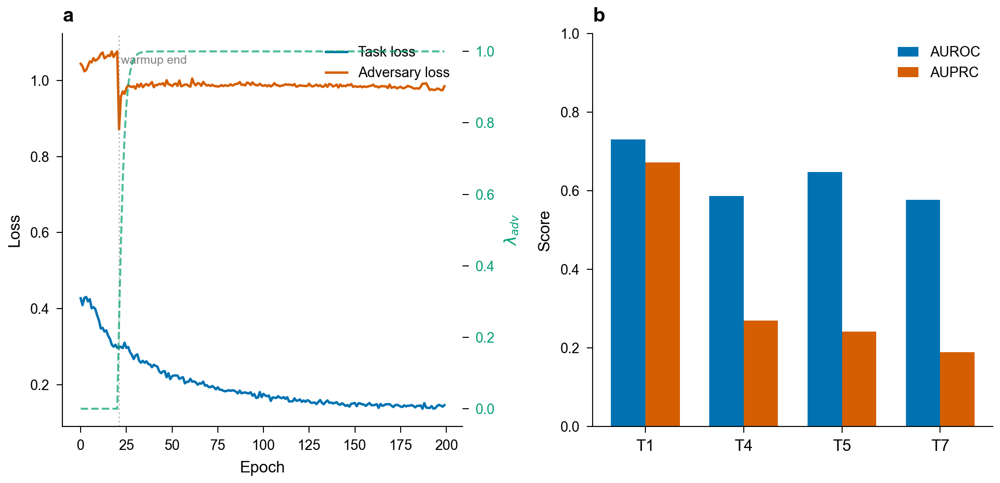 a
Task loss
Adversary loss
warmup end
1.0
0.8
0.6
0.4
0.2
Loss
1.0
0.8
0.6
0.4
0.2
0.0
λadv
0 25 50 75 100 125 150 175 200
Epoch
b
AUROC
AUPRC
1.0
0.8
0.6
0.4
0.2
0.0
Score
T1 T4 T5 T7